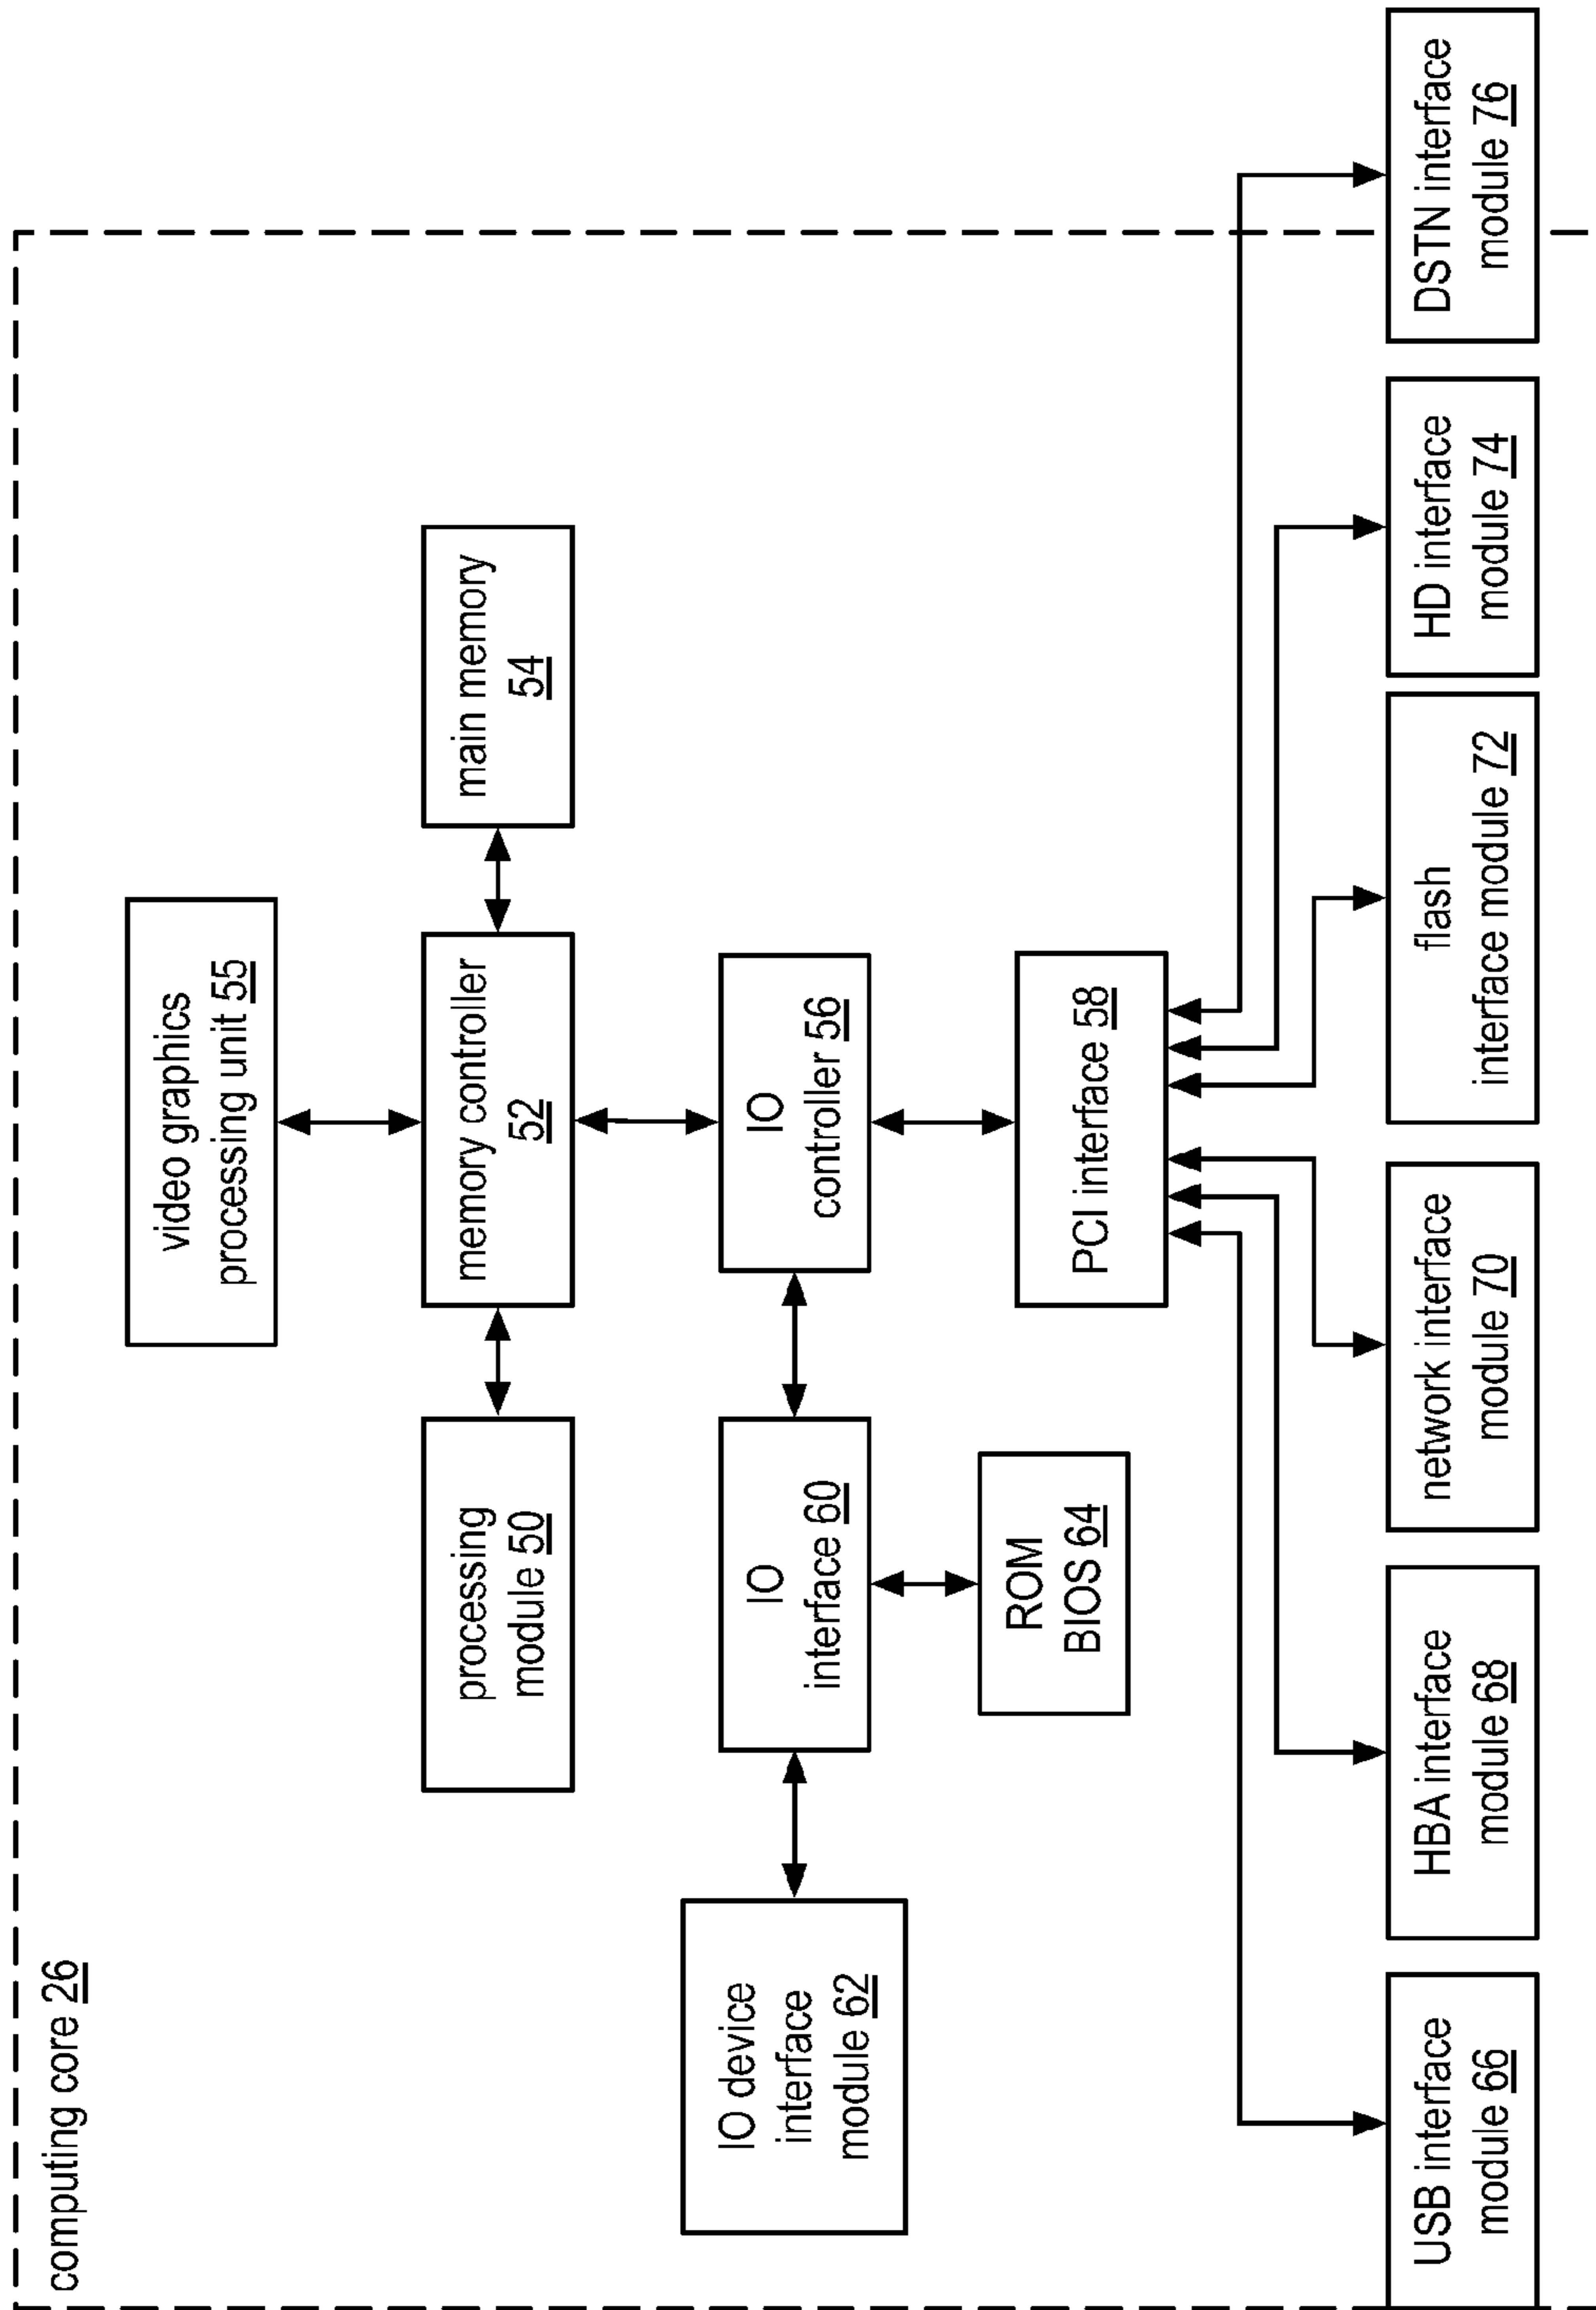 computing core 26
video graphics
processing unit 55
processing
module 50
memory controller
52
main memory
54
IO device
interface
module 62
IO
interface 60
IO
controller 56
ROM
BIOS 64
PCI interface 58
USB interface
module 66
HBA interface
module 68
network interface
module 70
flash
interface module 72
HD interface
module 74
DSTN interface
module 76